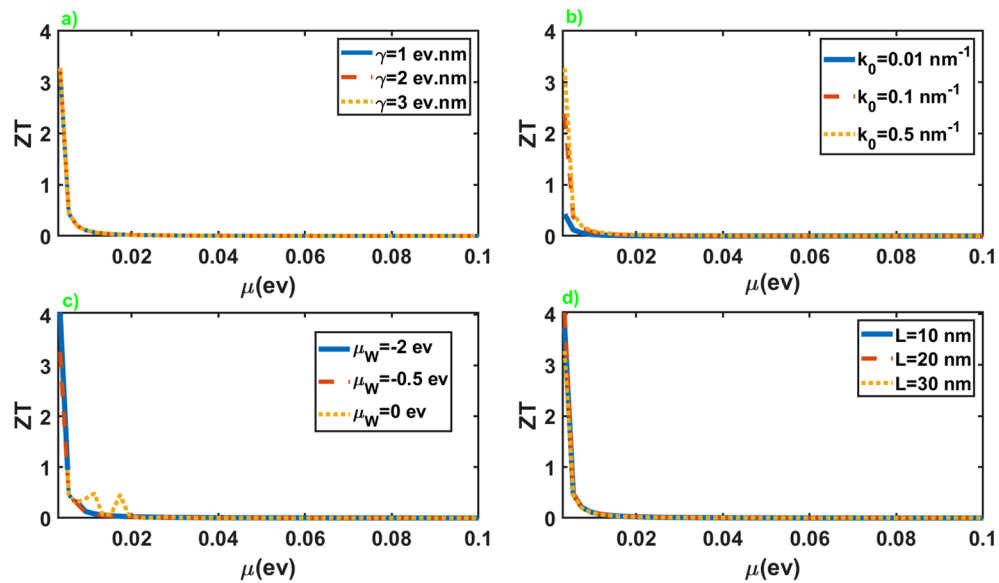 a)
4
3
2
1
0
ZT
0.02
0.04
0.06
0.08
0.1
μ(ev)
γ=1 ev.nm
γ=2 ev.nm
γ=3 ev.nm
b)
4
3
2
1
0
ZT
0.02
0.04
0.06
0.08
0.1
μ(ev)
k₀=0.01 nm⁻¹
k₀=0.1 nm⁻¹
k₀=0.5 nm⁻¹
c)
4
3
2
1
0
ZT
0.02
0.04
0.06
0.08
0.1
μ(ev)
μ_W=-2 ev
μ_W=-0.5 ev
μ_W=0 ev
d)
4
3
2
1
0
ZT
0.02
0.04
0.06
0.08
0.1
μ(ev)
L=10 nm
L=20 nm
L=30 nm